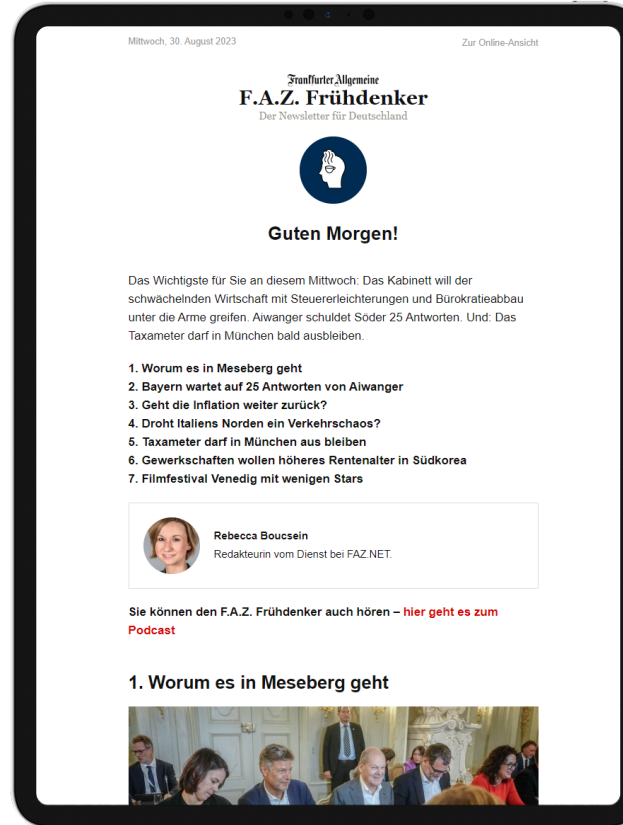 Mittwoch, 30. August 2023
Zur Online-Ansicht
Frankfurter Allgemeine
F.A.Z. Frühdenker
Der Newsletter für Deutschland
Guten Morgen!
Das Wichtigste für Sie an diesem Mittwoch: Das Kabinett will der
schwächelnden Wirtschaft mit Steuererleichterungen und Bürokratieabbau
unter die Arme greifen. Aiwanger schuldet Söder 25 Antworten. Und: Das
Taxameter darf in München bald ausbleiben.
1. Worum es in Meseberg geht
2. Bayern wartet auf 25 Antworten von Aiwanger
3. Geht die Inflation weiter zurück?
4. Droht Italiens Norden ein Verkehrschaos?
5. Taxameter darf in München aus bleiben
6. Gewerkschaften wollen höheres Rentenalter in Südkorea
7. Filmfestival Venedig mit wenigen Stars
Rebecca Boucsein
Redakteurin vom Dienst bei FAZ.NET.
Sie können den F.A.Z. Frühdenker auch hören – hier geht es zum
Podcast
1. Worum es in Meseberg geht